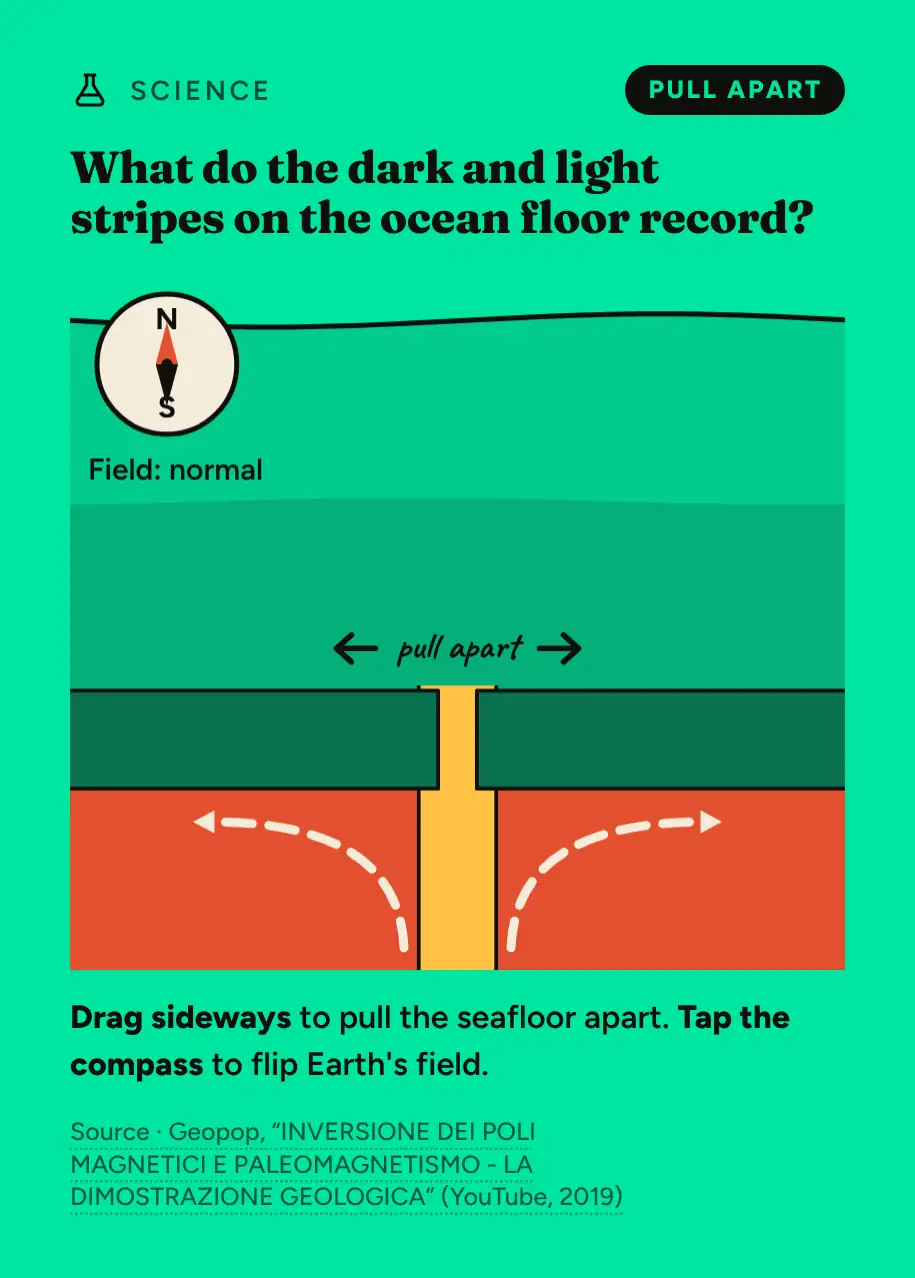 SCIENCE
PULL APART
What do the dark and light
stripes on the ocean floor record?
N
S
Field: normal
pull apart
Drag sideways to pull the seafloor apart. Tap the
compass to flip Earth's field.
Source · Geopop, “INVERSIONE DEI POLI
MAGNETICI E PALEOMAGNETISMO - LA
DIMOSTRAZIONE GEOLOGICA” (YouTube, 2019)